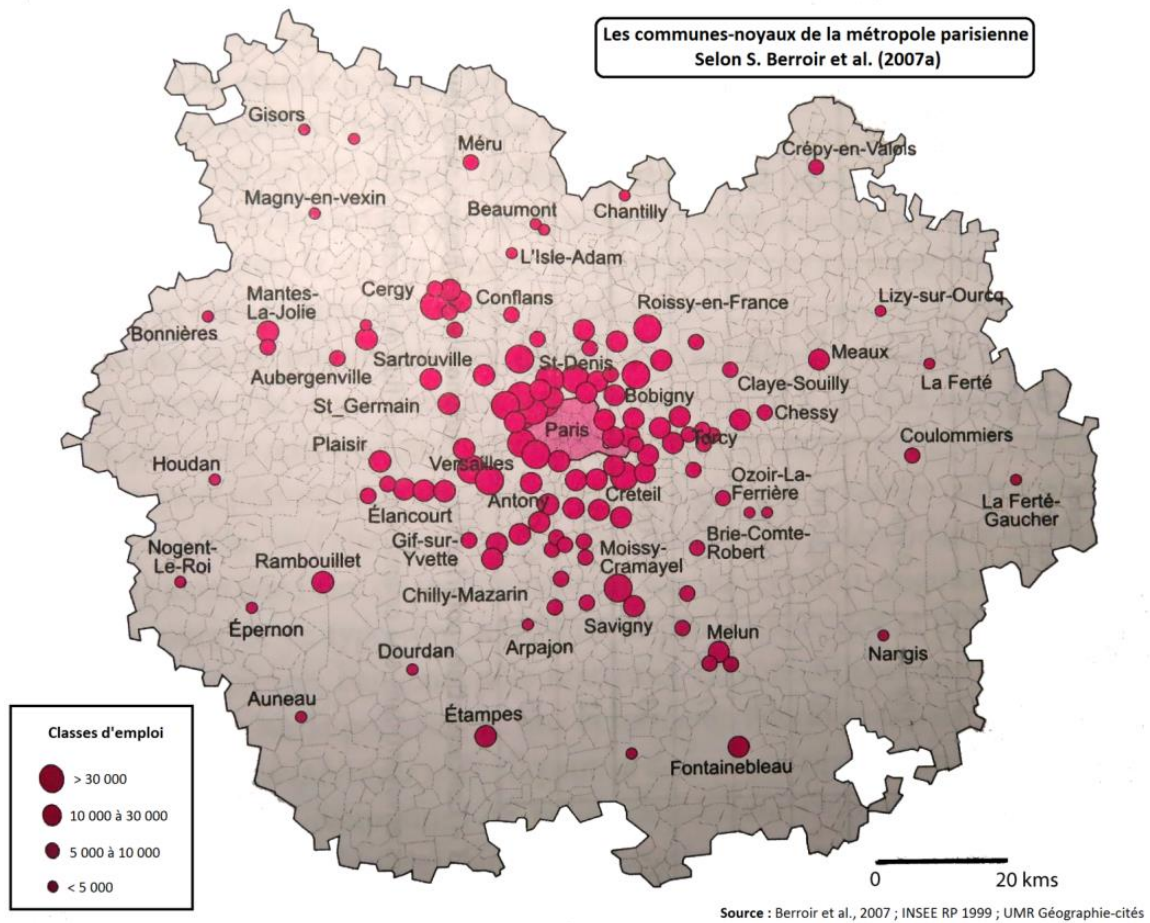 Les communes-noyaux de la métropole parisienne
Selon S. Berroir et al. (2007a)
Gisors
Méru
Crépy-en-Valois
Magny-en-vexin
Beaumont
Chantilly
L'Isle-Adam
Cergy
Conflans
Mantes-
La-Jolie
Roissy-en-France
Lizy-sur-Ourcq
Bonnières
Sartrouville
St-Denis
Meaux
Aubergenville
Claye-Souilly
La Ferté
St_Germain
Bobigny
Chessy
Paris
Torcy
Plaisir
Coulommiers
Houdan
Versailles
Ozoir-La-
Ferrière
Antony
Creteil
La Ferté-
Gaucher
Élancourt
Gif-sur-
Yvette
Brie-Comte-
Robert
Nogent-
Le-Roi
Rambouillet
Moissy-
Cramayel
Chilly-Mazarin
Épernon
Savigny
Melun
Arpajon
Nangis
Dourdan
Auneau
Étampes
Fontainebleau
Classes d'emploi
> 30 000
10 000 à 30 000
5 000 à 10 000
< 5 000
0 20 kms
Source : Berroir et al., 2007 ; INSEE RP 1999 ; UMR Géographie-cités